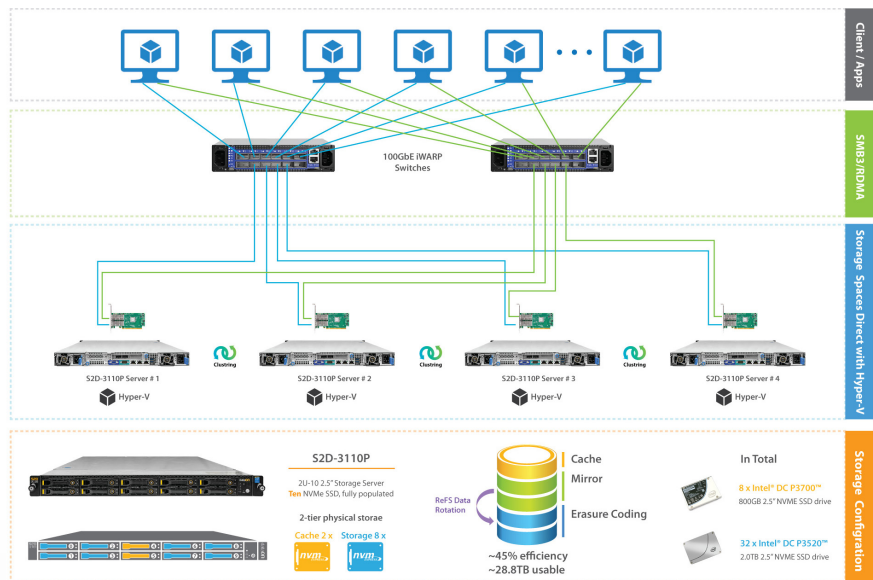 Client / Apps
100GbE iWARP
Switches
SMB3/RDMA
Storage Spaces Direct with Hyper-V
Clustring
Clustring
Clustring
S2D-3110P Server # 1
S2D-3110P Server # 2
S2D-3110P Server # 3
S2D-3110P Server # 4
Hyper-V
Hyper-V
Hyper-V
Hyper-V
Storage Configration
S2D-3110P
2U-10 2.5" Storage Server
Ten NVMe SSD, fully populated
2-tier physical storae
Cache 2 x Storage 8 x
nvm
nvm
Cache
Mirror
ReFS Data
Rotation
Erasure Coding
~45% efficiency
~28.8TB usable
In Total
8 x Intel® DC P3700™
800GB 2.5" NVME SSD drive
32 x Intel® DC P3520™
2.0TB 2.5" NVME SSD drive